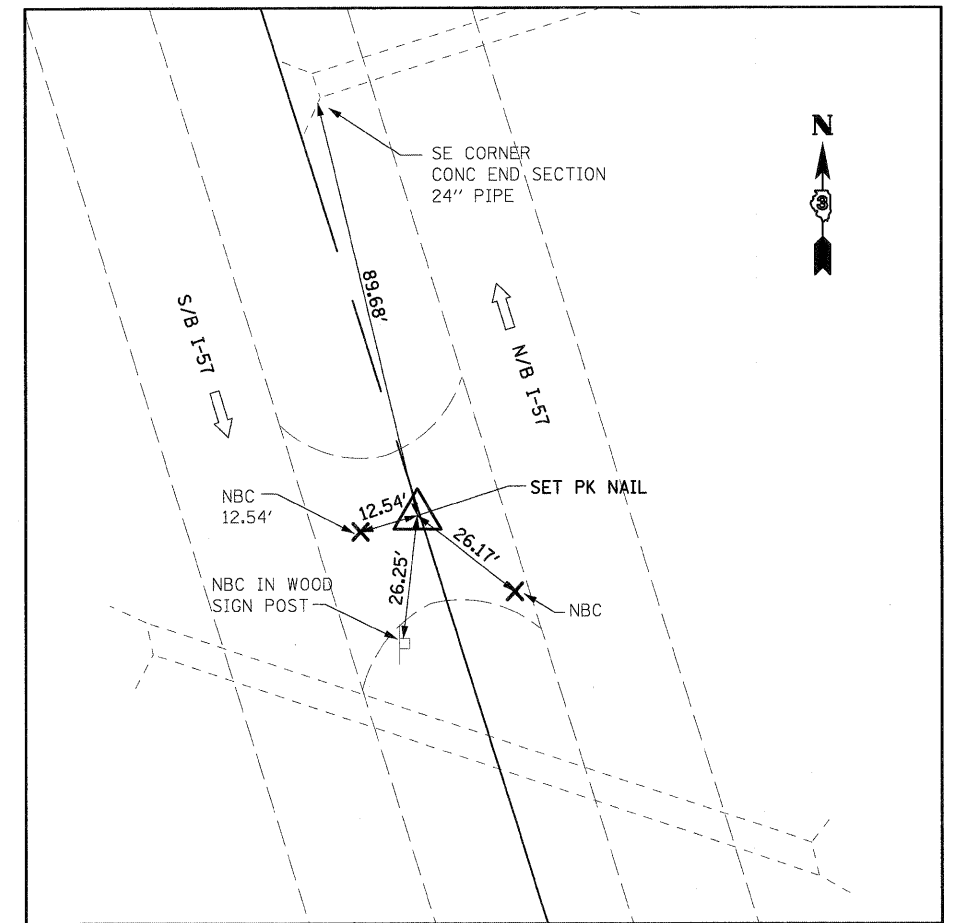 SE CORNER
CONC END SECTION
24" PIPE
N
3
89.68'
S/B I-57
N/B I-57
NBC
12.54'
12.54'
SET PK NAIL
26.17'
26.25'
NBC IN WOOD
SIGN POST
NBC